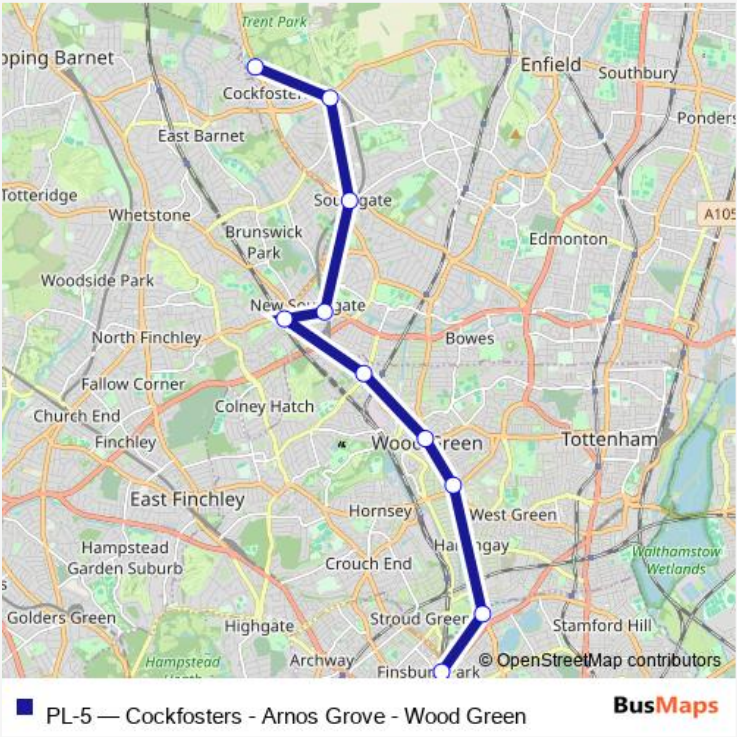 Trent Park
pping Barnet
Enfield
Southbury
Cockfoster
Ponders
East Barnet
Totteridge
Whetstone
Southgate
A105
Brunswick
Park
Edmonton
Woodside Park
New Southgate
North Finchley
Bowes
Fallow Corner
Colney Hatch
Church End
Finchley
Wood Green
Tottenham
East Finchley
Hornsey
West Green
Hampstead
Garden Suburb
Harringay
Crouch End
Walthamstow
Wetlands
s
Golders Green
Highgate
Stroud Green
Stamford Hill
Hampstead
Heath
Archway
Finsbury Park
© OpenStreetMap contributors
PL-5 — Cockfosters - Arnos Grove - Wood Green
BusMaps